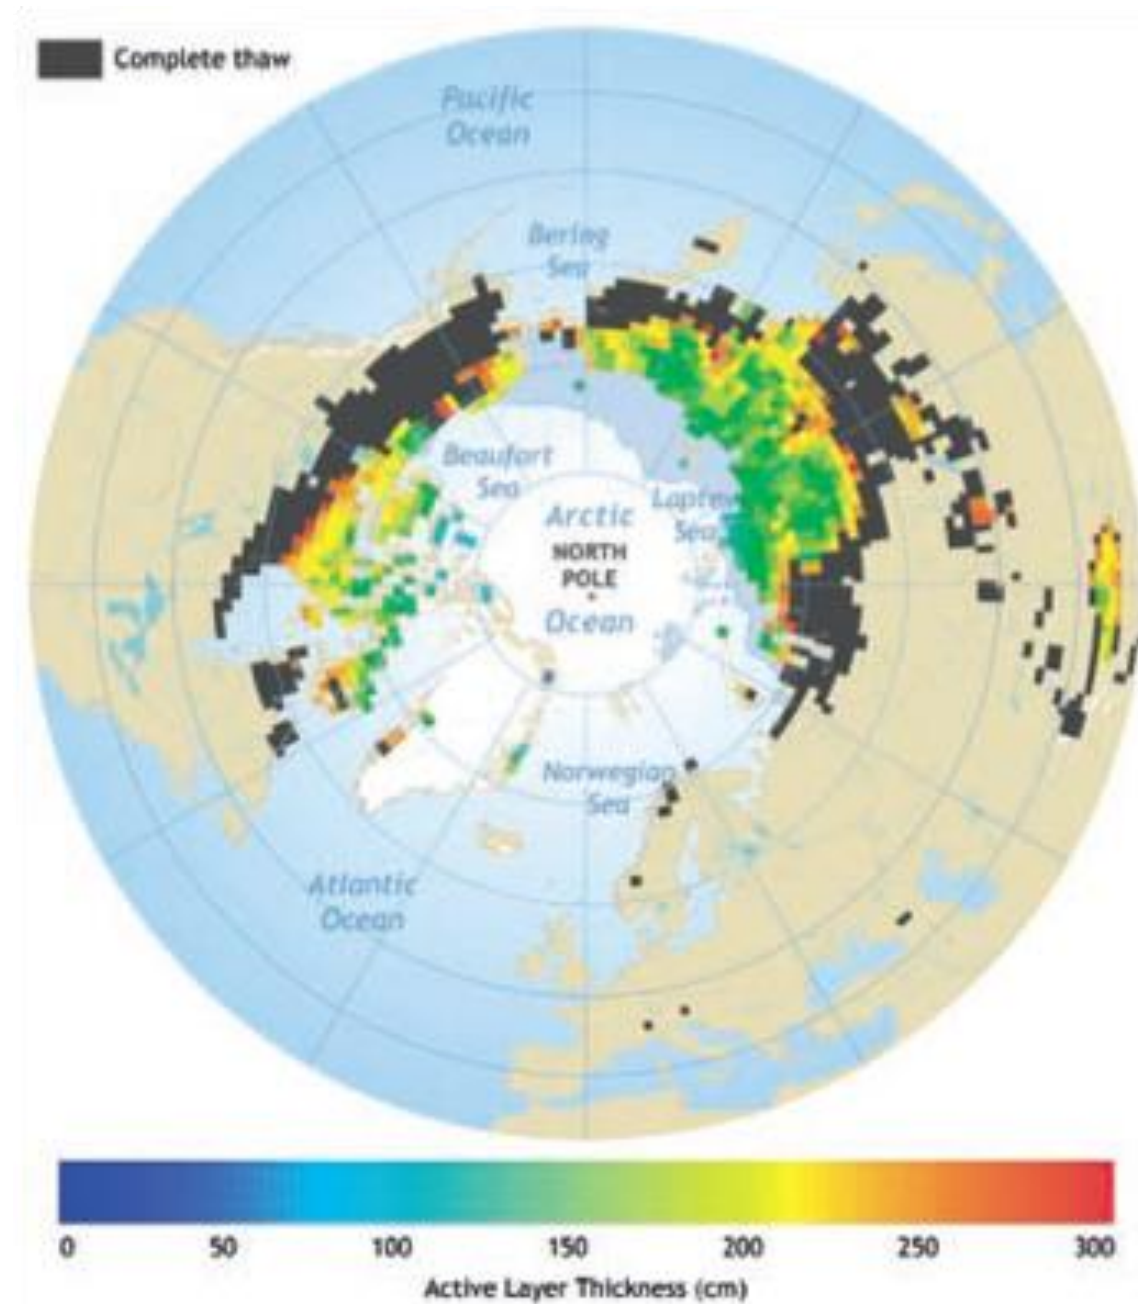 Complete thaw
Pacific
Ocean
Bering
Sea
Beaufort
Sea
Laptev
Sea
Arctic
NORTH
POLE
Ocean
Norwegian
Sea
Atlantic
Ocean
0 50 100 150 200 250 300
Active Layer Thickness (cm)